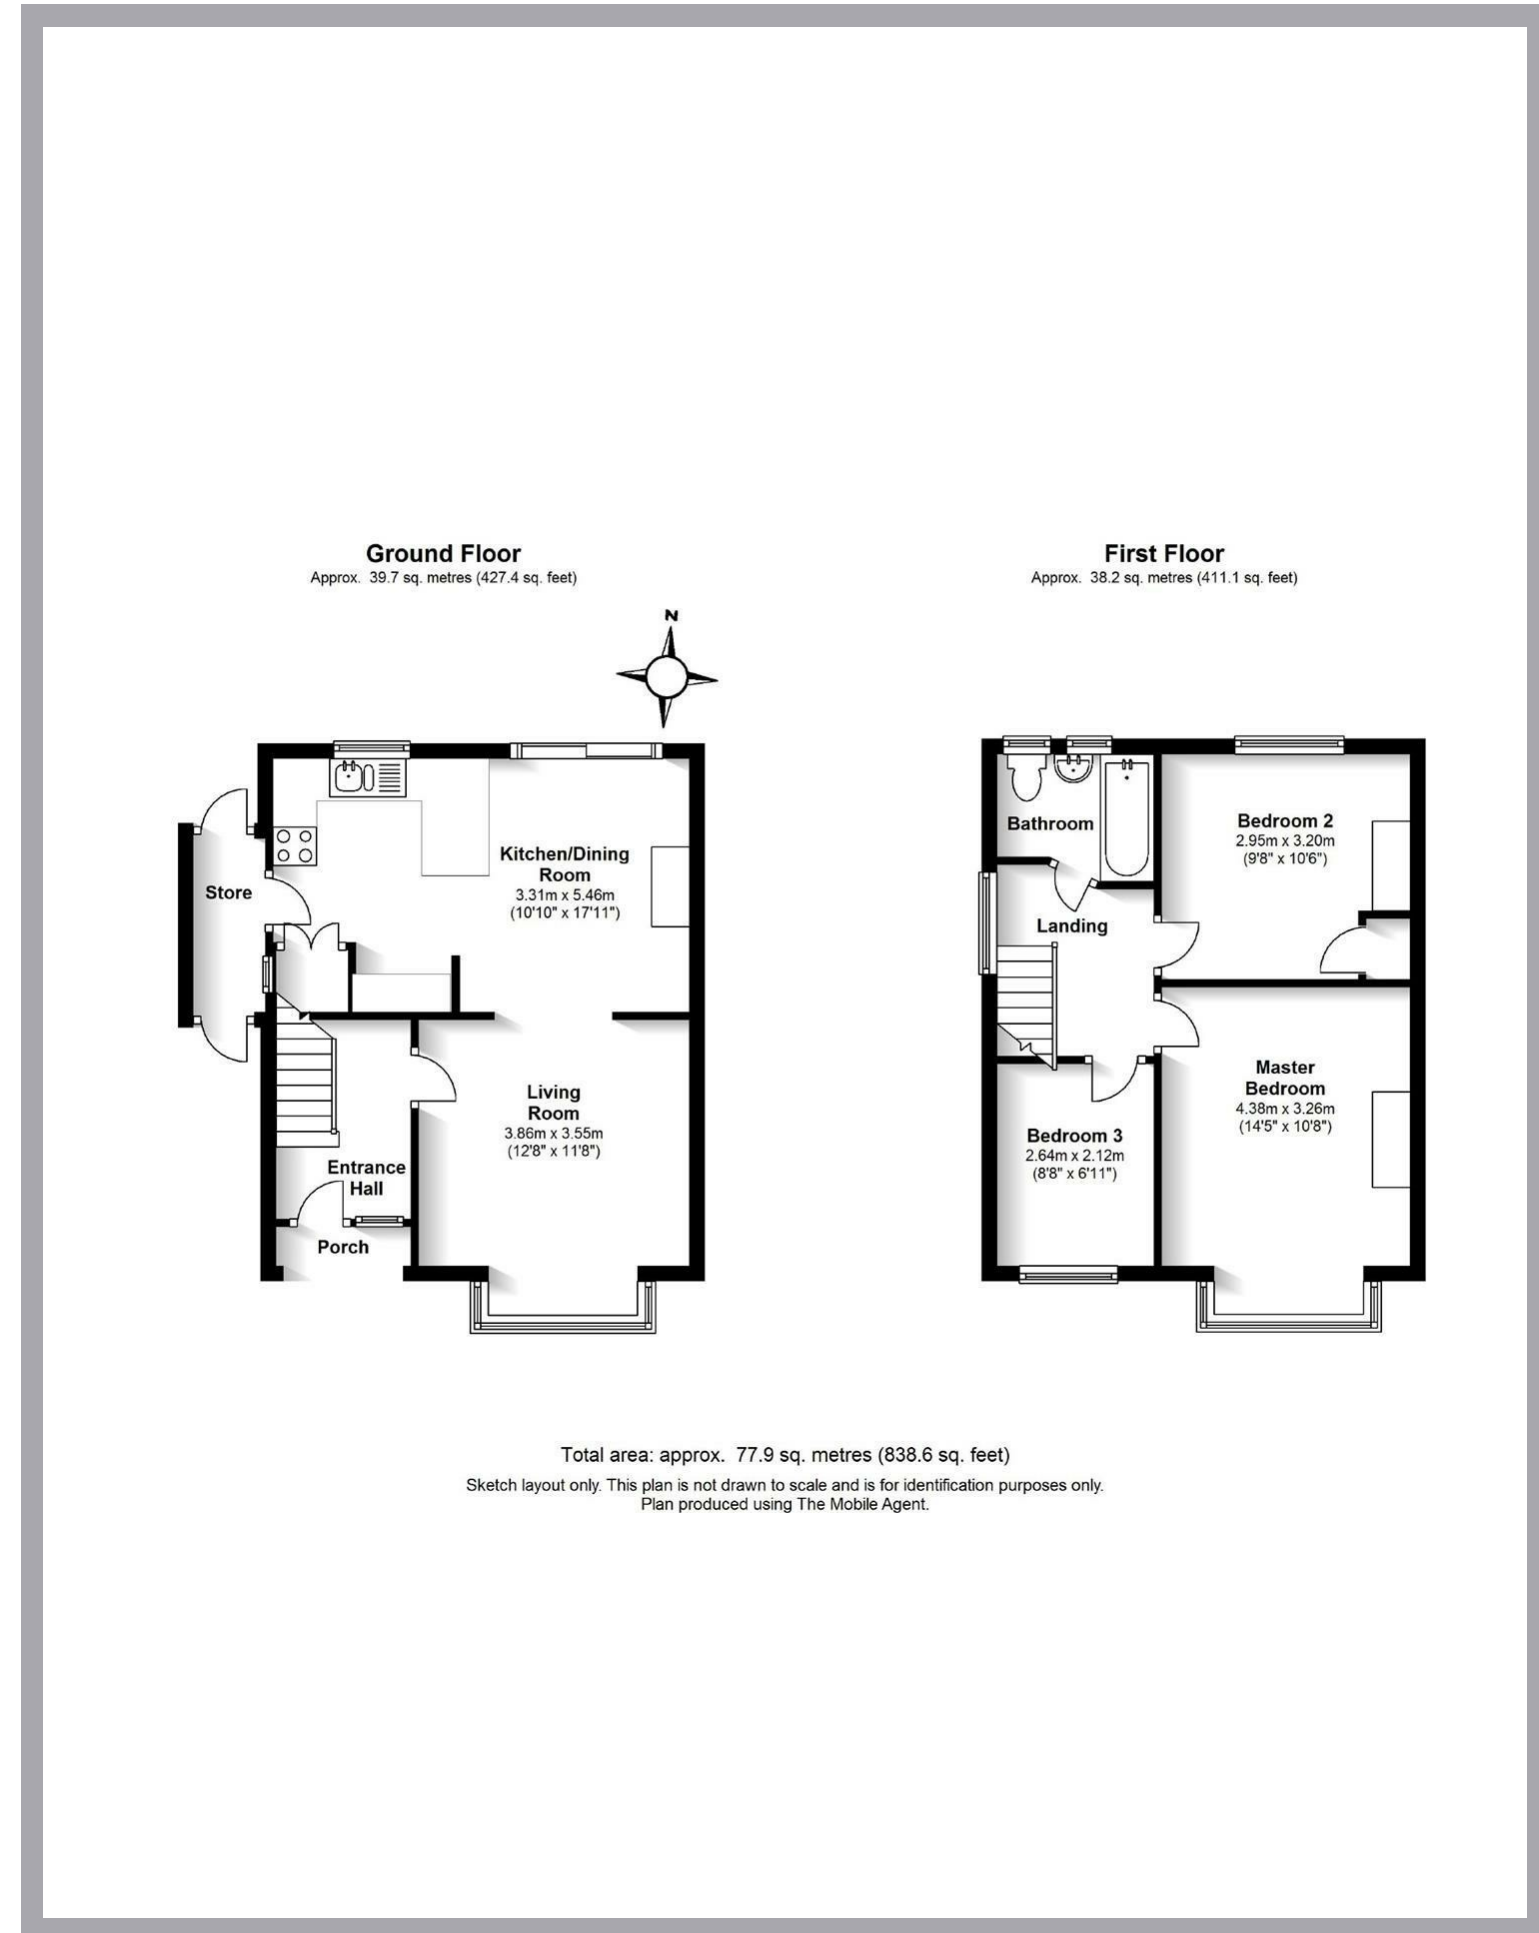 Ground Floor
Approx. 39.7 sq. metres (427.4 sq. feet)
N
Kitchen/Dining
Room
3.31m x 5.46m
(10'10" x 17'11")
Store
Living
Room
3.86m x 3.55m
(12'8" x 11'8")
Entrance
Hall
Porch
First Floor
Approx. 38.2 sq. metres (411.1 sq. feet)
Bathroom
Bedroom 2
2.95m x 3.20m
(9'8" x 10'6")
Landing
Master
Bedroom
4.38m x 3.26m
(14'5" x 10'8")
Bedroom 3
2.64m x 2.12m
(8'8" x 6'11")
Total area: approx. 77.9 sq. metres (838.6 sq. feet)
Sketch layout only. This plan is not drawn to scale and is for identification purposes only.
Plan produced using The Mobile Agent.